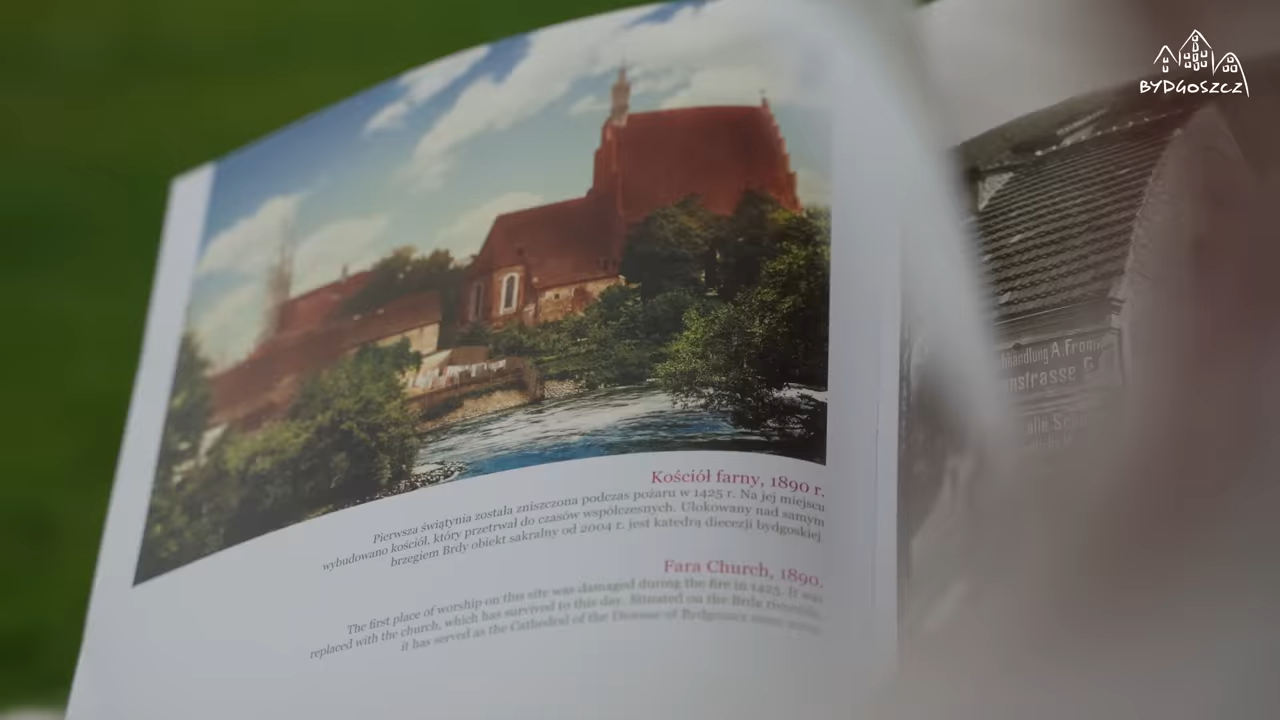 BYDGOSZCZ
Kościół farny, 1890 r.
Pierwsza świątynia została zniszczona podczas pożaru w 1425 r. Na jej miejscu
wybudowano kościół, który przetrwał do czasów współczesnych. Ulokowany nad samym
brzegiem Brdy obiekt sakralny od 2004 r. jest katedrą diecezji bydgoskiej
Fara Church, 1890.
The first place of worship on this site was damaged during the fire in 1425. It was
replaced with the church, which has survived to this day. Situated on the Brda
it has served as the Cathedral of the Diocese of Bydgoszcz
handlung A.
nstrasse
alle